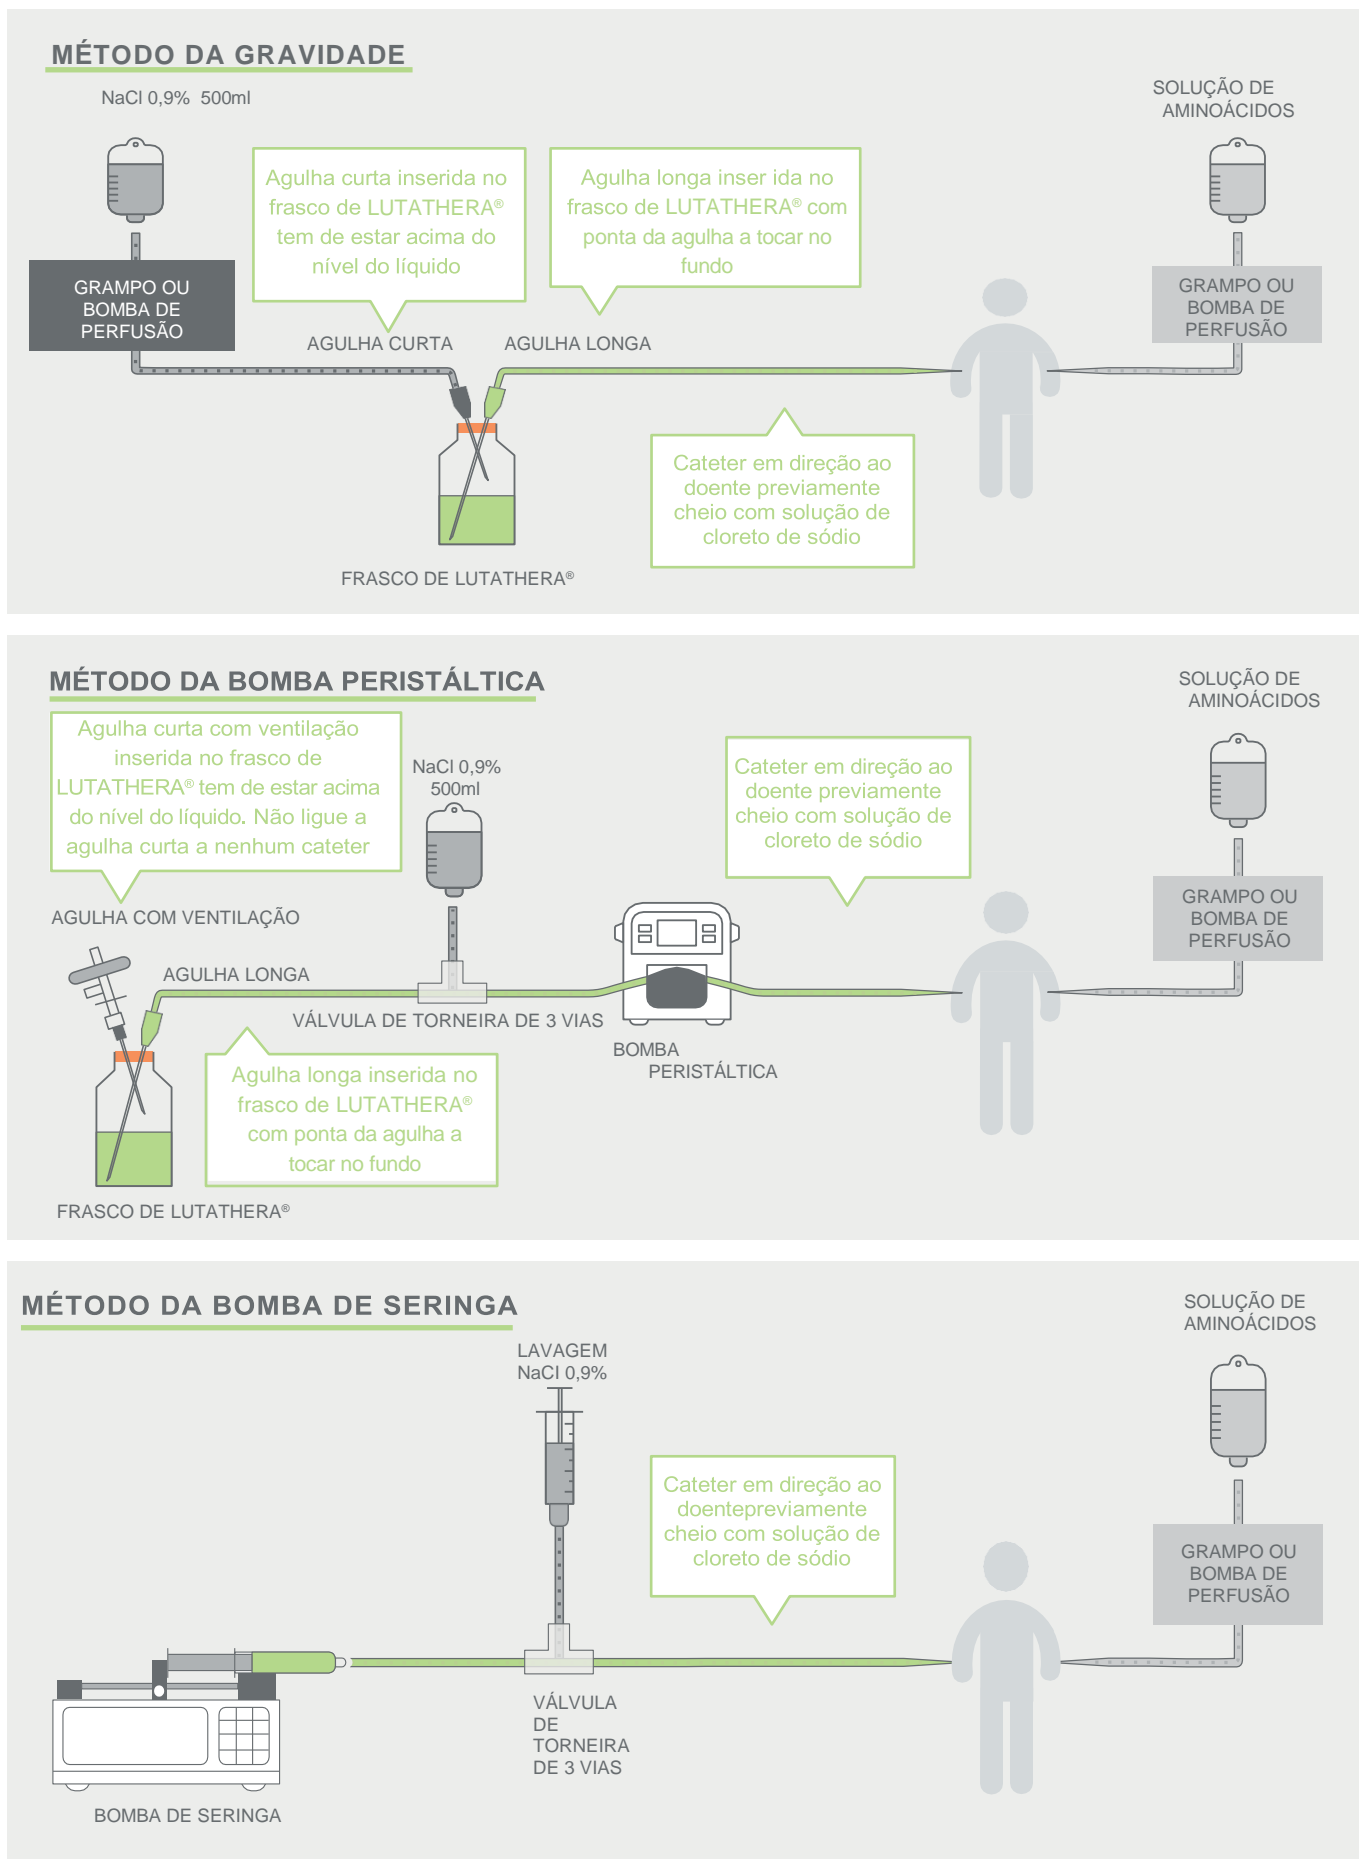 MÉTODO DA GRAVIDADE
NaCl 0,9%  500ml
SOLUÇÃO DE
AMINOÁCIDOS
Agulha curta inserida no
frasco de LUTATHERA®
tem de estar acima do
nível do líquido
Agulha longa inser ida no
frasco de LUTATHERA® com
ponta da agulha a tocar no
fundo
GRAMPO OU
BOMBA DE
PERFUSÃO
GRAMPO OU
BOMBA DE
PERFUSÃO
AGULHA CURTA
AGULHA LONGA
Cateter em direção ao
doente previamente
cheio com solução de
cloreto de sódio
FRASCO DE LUTATHERA®
MÉTODO DA BOMBA PERISTÁLTICA
SOLUÇÃO DE
AMINOÁCIDOS
Agulha curta com ventilação
inserida no frasco de
LUTATHERA® tem de estar acima
do nível do líquido. Não ligue a
agulha curta a nenhum cateter
NaCl 0,9%
500ml
Cateter em direção ao
doente previamente
cheio com solução de
cloreto de sódio
GRAMPO OU
BOMBA DE
PERFUSÃO
AGULHA COM VENTILAÇÃO
AGULHA LONGA
VÁLVULA DE TORNEIRA DE 3 VIAS
BOMBA
PERISTÁLTICA
Agulha longa inserida no
frasco de LUTATHERA®
com ponta da agulha a
tocar no fundo
FRASCO DE LUTATHERA®
MÉTODO DA BOMBA DE SERINGA
SOLUÇÃO DE
AMINOÁCIDOS
LAVAGEM
NaCl 0,9%
Cateter em direção ao
doentepreviamente
cheio com solução de
cloreto de sódio
GRAMPO OU
BOMBA DE
PERFUSÃO
VÁLVULA
DE
TORNEIRA
DE 3 VIAS
BOMBA DE SERINGA